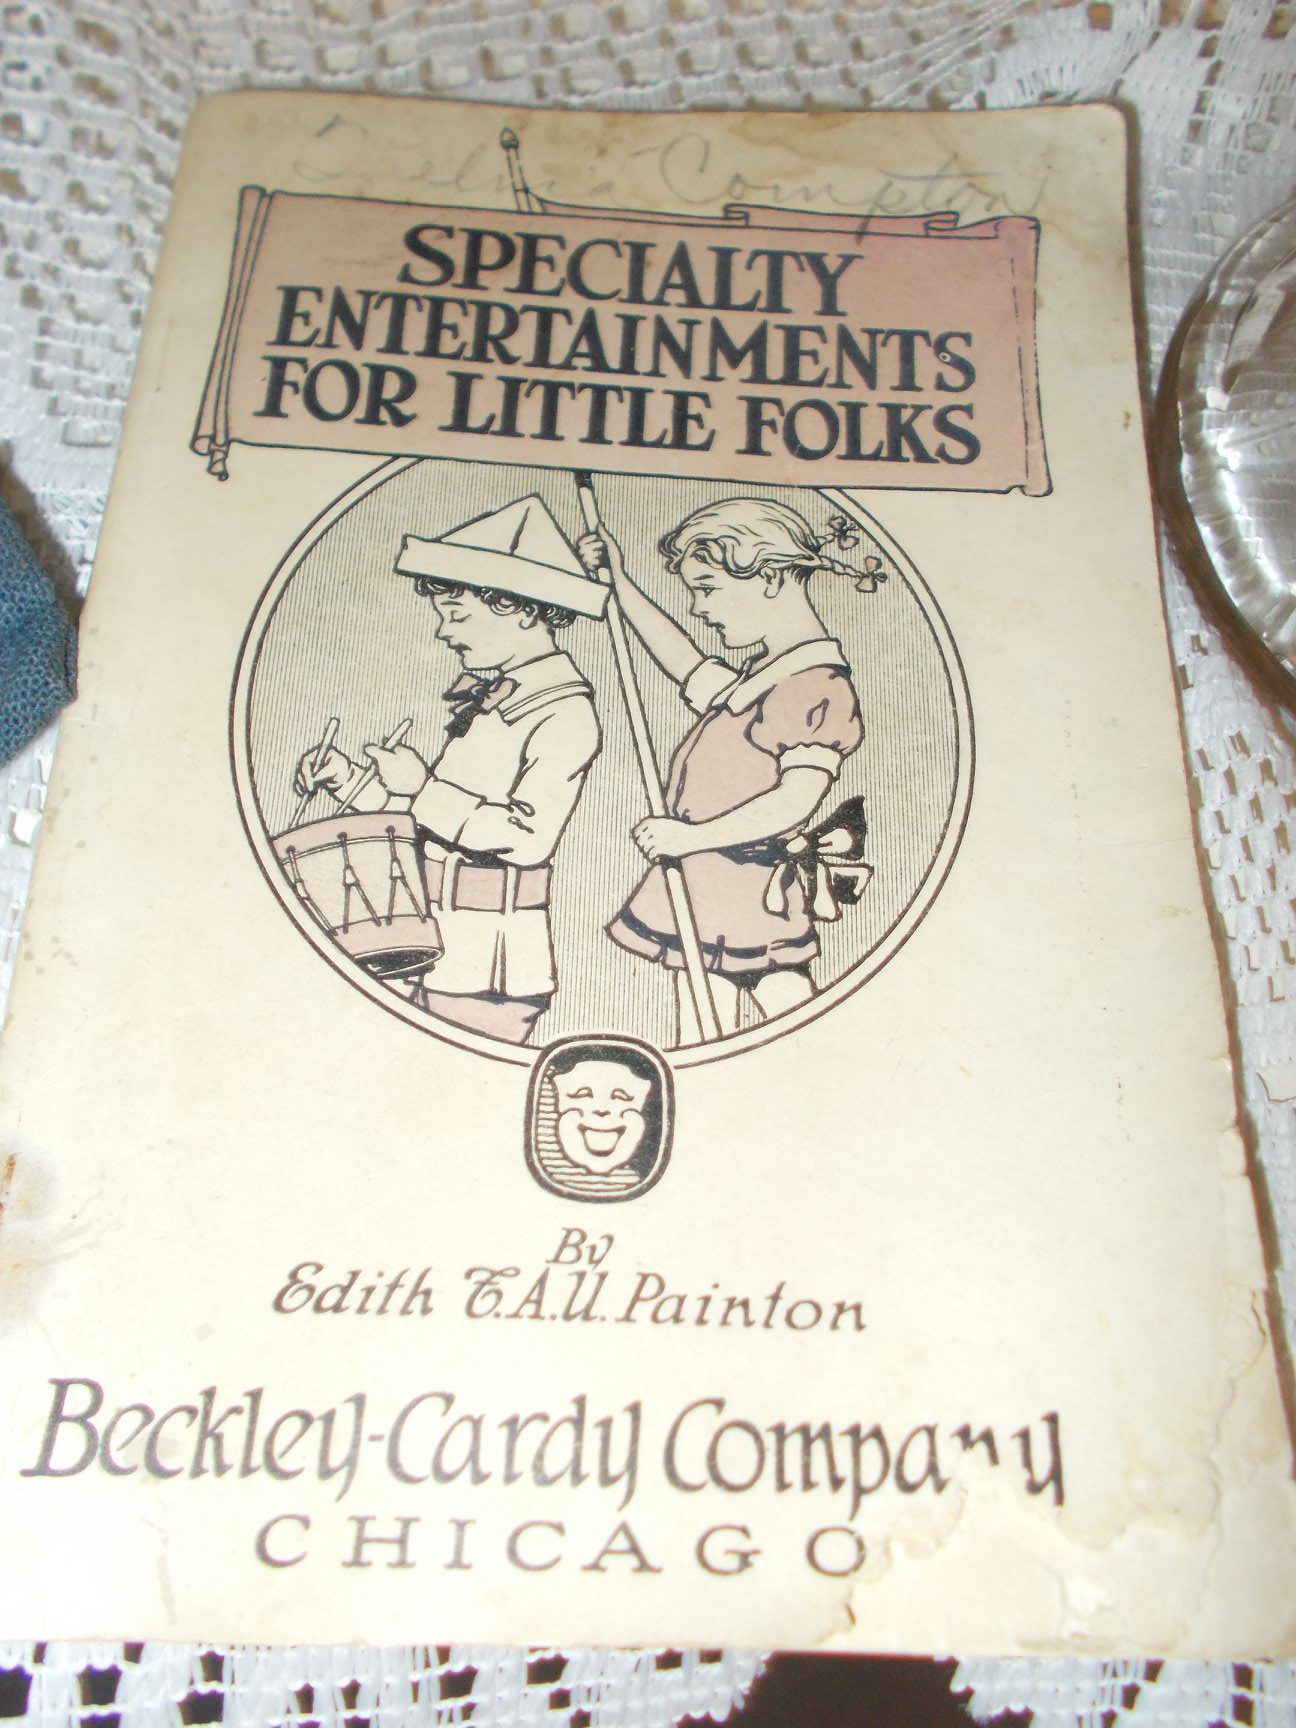 Compton
SPECIALTY
ENTERTAINMENTS
FOR LITTLE FOLKS
By
Edith T.A.U. Painton
Beckley-Cardy Company
CHICAGO